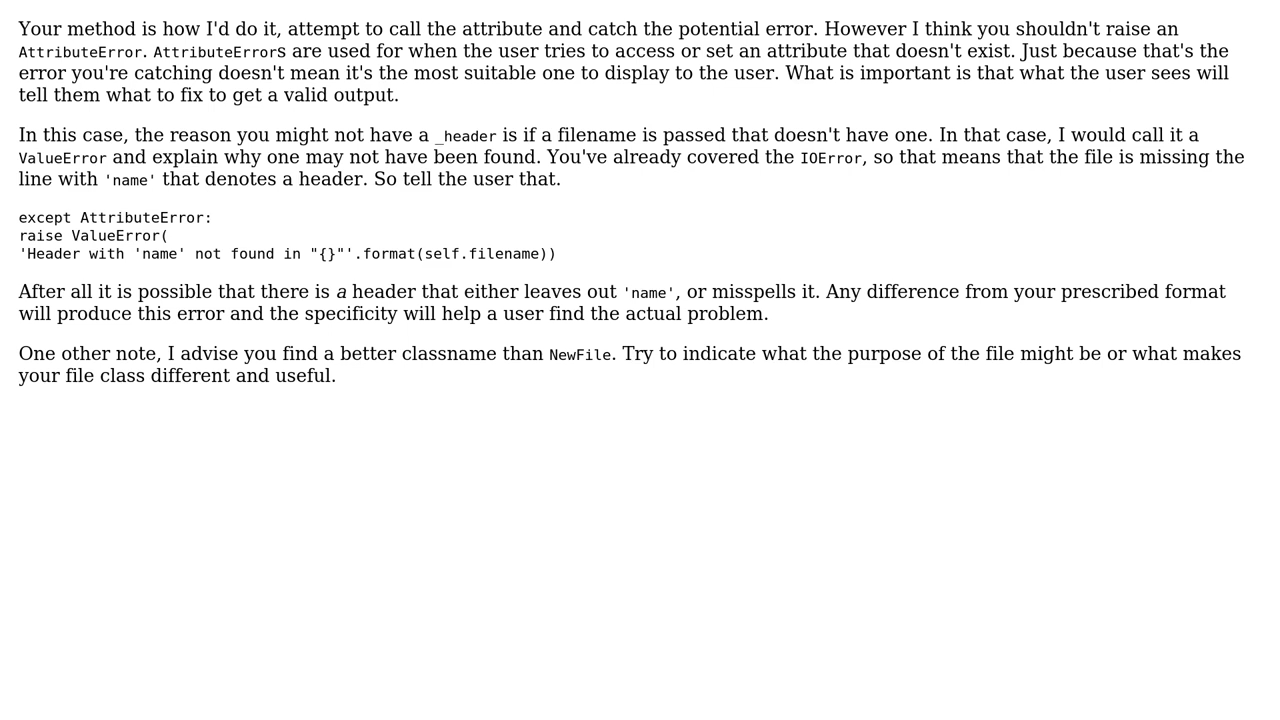 Your method is how I'd do it, attempt to call the attribute and catch the potential error. However I think you shouldn't raise an
AttributeError. AttributeErrors are used for when the user tries to access or set an attribute that doesn't exist. Just because that's the
error you're catching doesn't mean it's the most suitable one to display to the user. What is important is that what the user sees will
tell them what to fix to get a valid output.
In this case, the reason you might not have a _header is if a filename is passed that doesn't have one. In that case, I would call it a
ValueError and explain why one may not have been found. You've already covered the IOError, so that means that the file is missing the
line with 'name' that denotes a header. So tell the user that.
except AttributeError:
raise ValueError(
'Header with 'name' not found in "{}"'.format(self.filename))
After all it is possible that there is a header that either leaves out 'name', or misspells it. Any difference from your prescribed format
will produce this error and the specificity will help a user find the actual problem.
One other note, I advise you find a better classname than NewFile. Try to indicate what the purpose of the file might be or what makes
your file class different and useful.